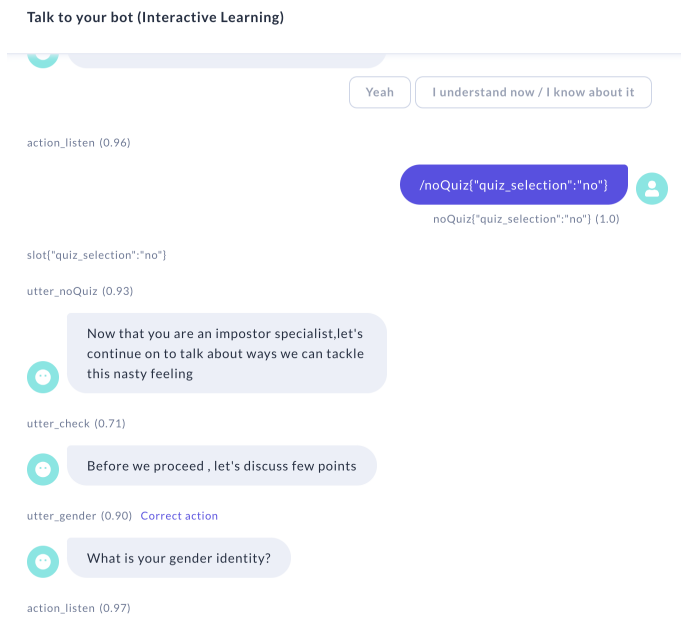 Talk to your bot (Interactive Learning)
Yeah
I understand now / I know about it
action_listen (0.96)
/noQuiz{"quiz_selection":"no"}
noQuiz{"quiz_selection":"no"} (1.0)
slot{"quiz_selection":"no"}
utter_noQuiz (0.93)
Now that you are an impostor specialist,let's
continue on to talk about ways we can tackle
this nasty feeling
utter_check (0.71)
Before we proceed , let's discuss few points
utter_gender (0.90) Correct action
What is your gender identity?
action_listen (0.97)